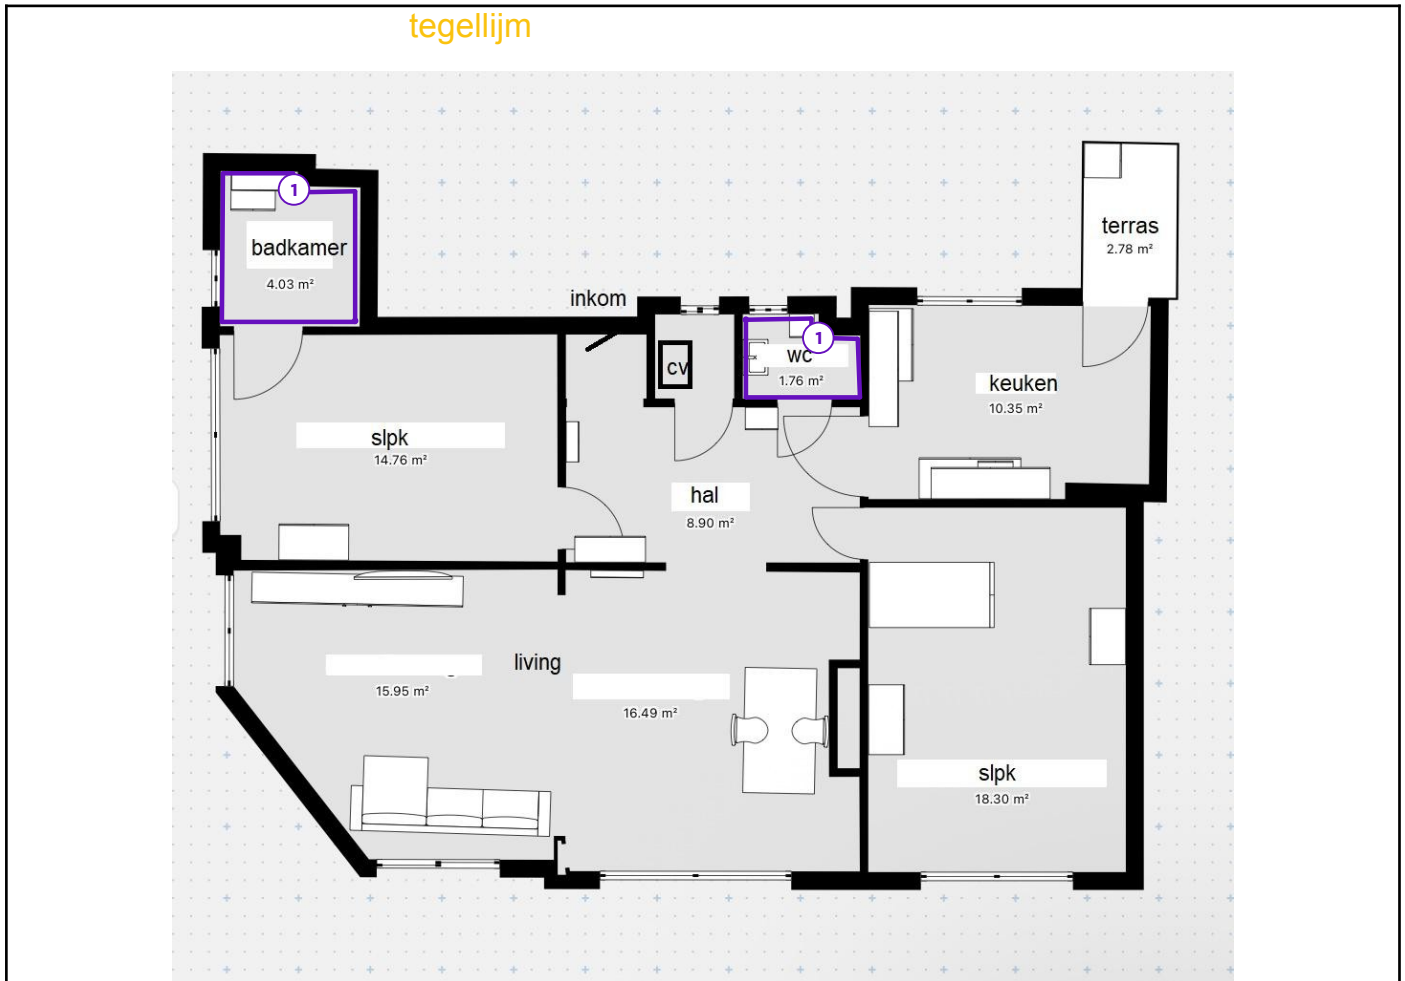 tegellijm
1
badkamer
4.03 m²
terras
2.78 m²
inkom
1
wc
1.76 m²
cv
keuken
10.35 m²
slpk
14.76 m²
hal
8.90 m²
living
15.95 m²
16.49 m²
slpk
18.30 m²